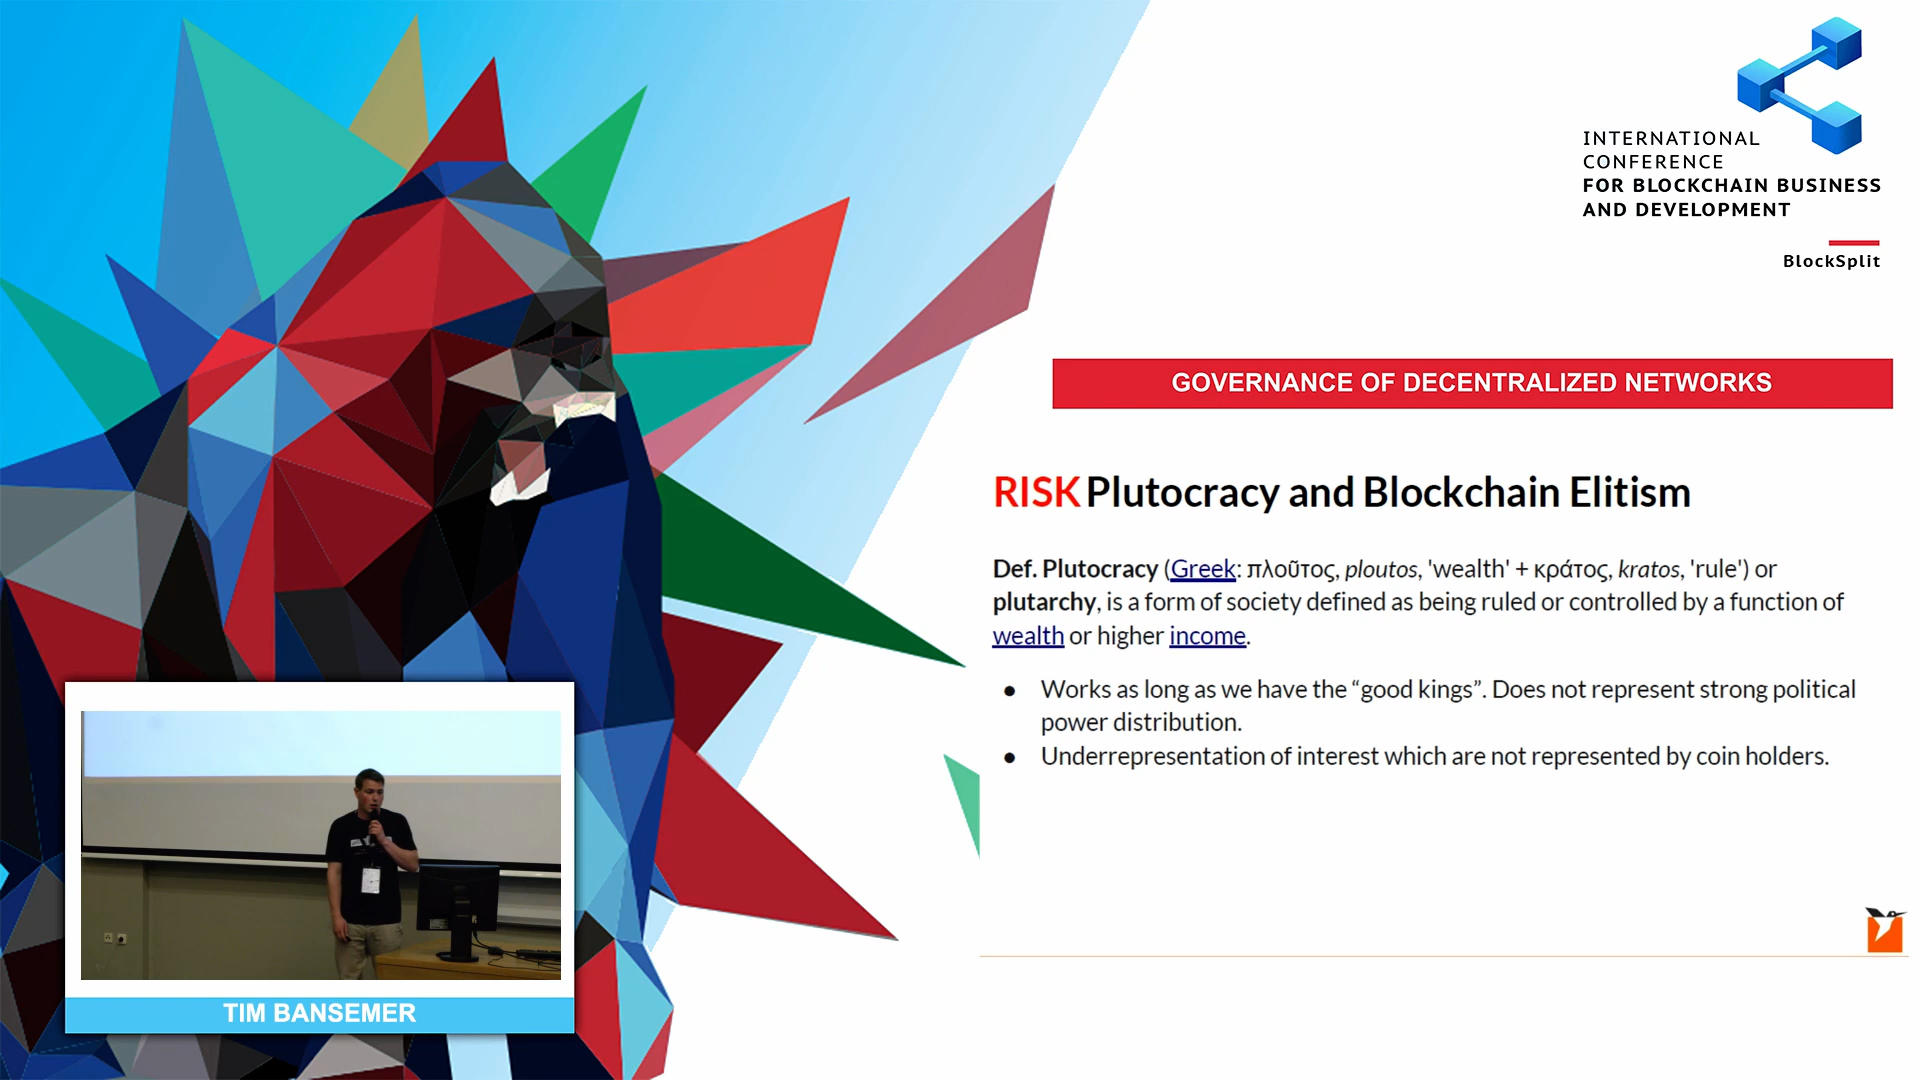 INTERNATIONAL
CONFERENCE
FOR BLOCKCHAIN BUSINESS
AND DEVELOPMENT
BlockSplit
GOVERNANCE OF DECENTRALIZED NETWORKS
RISK Plutocracy and Blockchain Elitism
Def. Plutocracy (Greek: πλοῦτος, ploutos, 'wealth' + κράτος, kratos, 'rule') or
plutarchy, is a form of society defined as being ruled or controlled by a function of
wealth or higher income.
● Works as long as we have the “good kings”. Does not represent strong political
power distribution.
● Underrepresentation of interest which are not represented by coin holders.
TIM BANSEMER